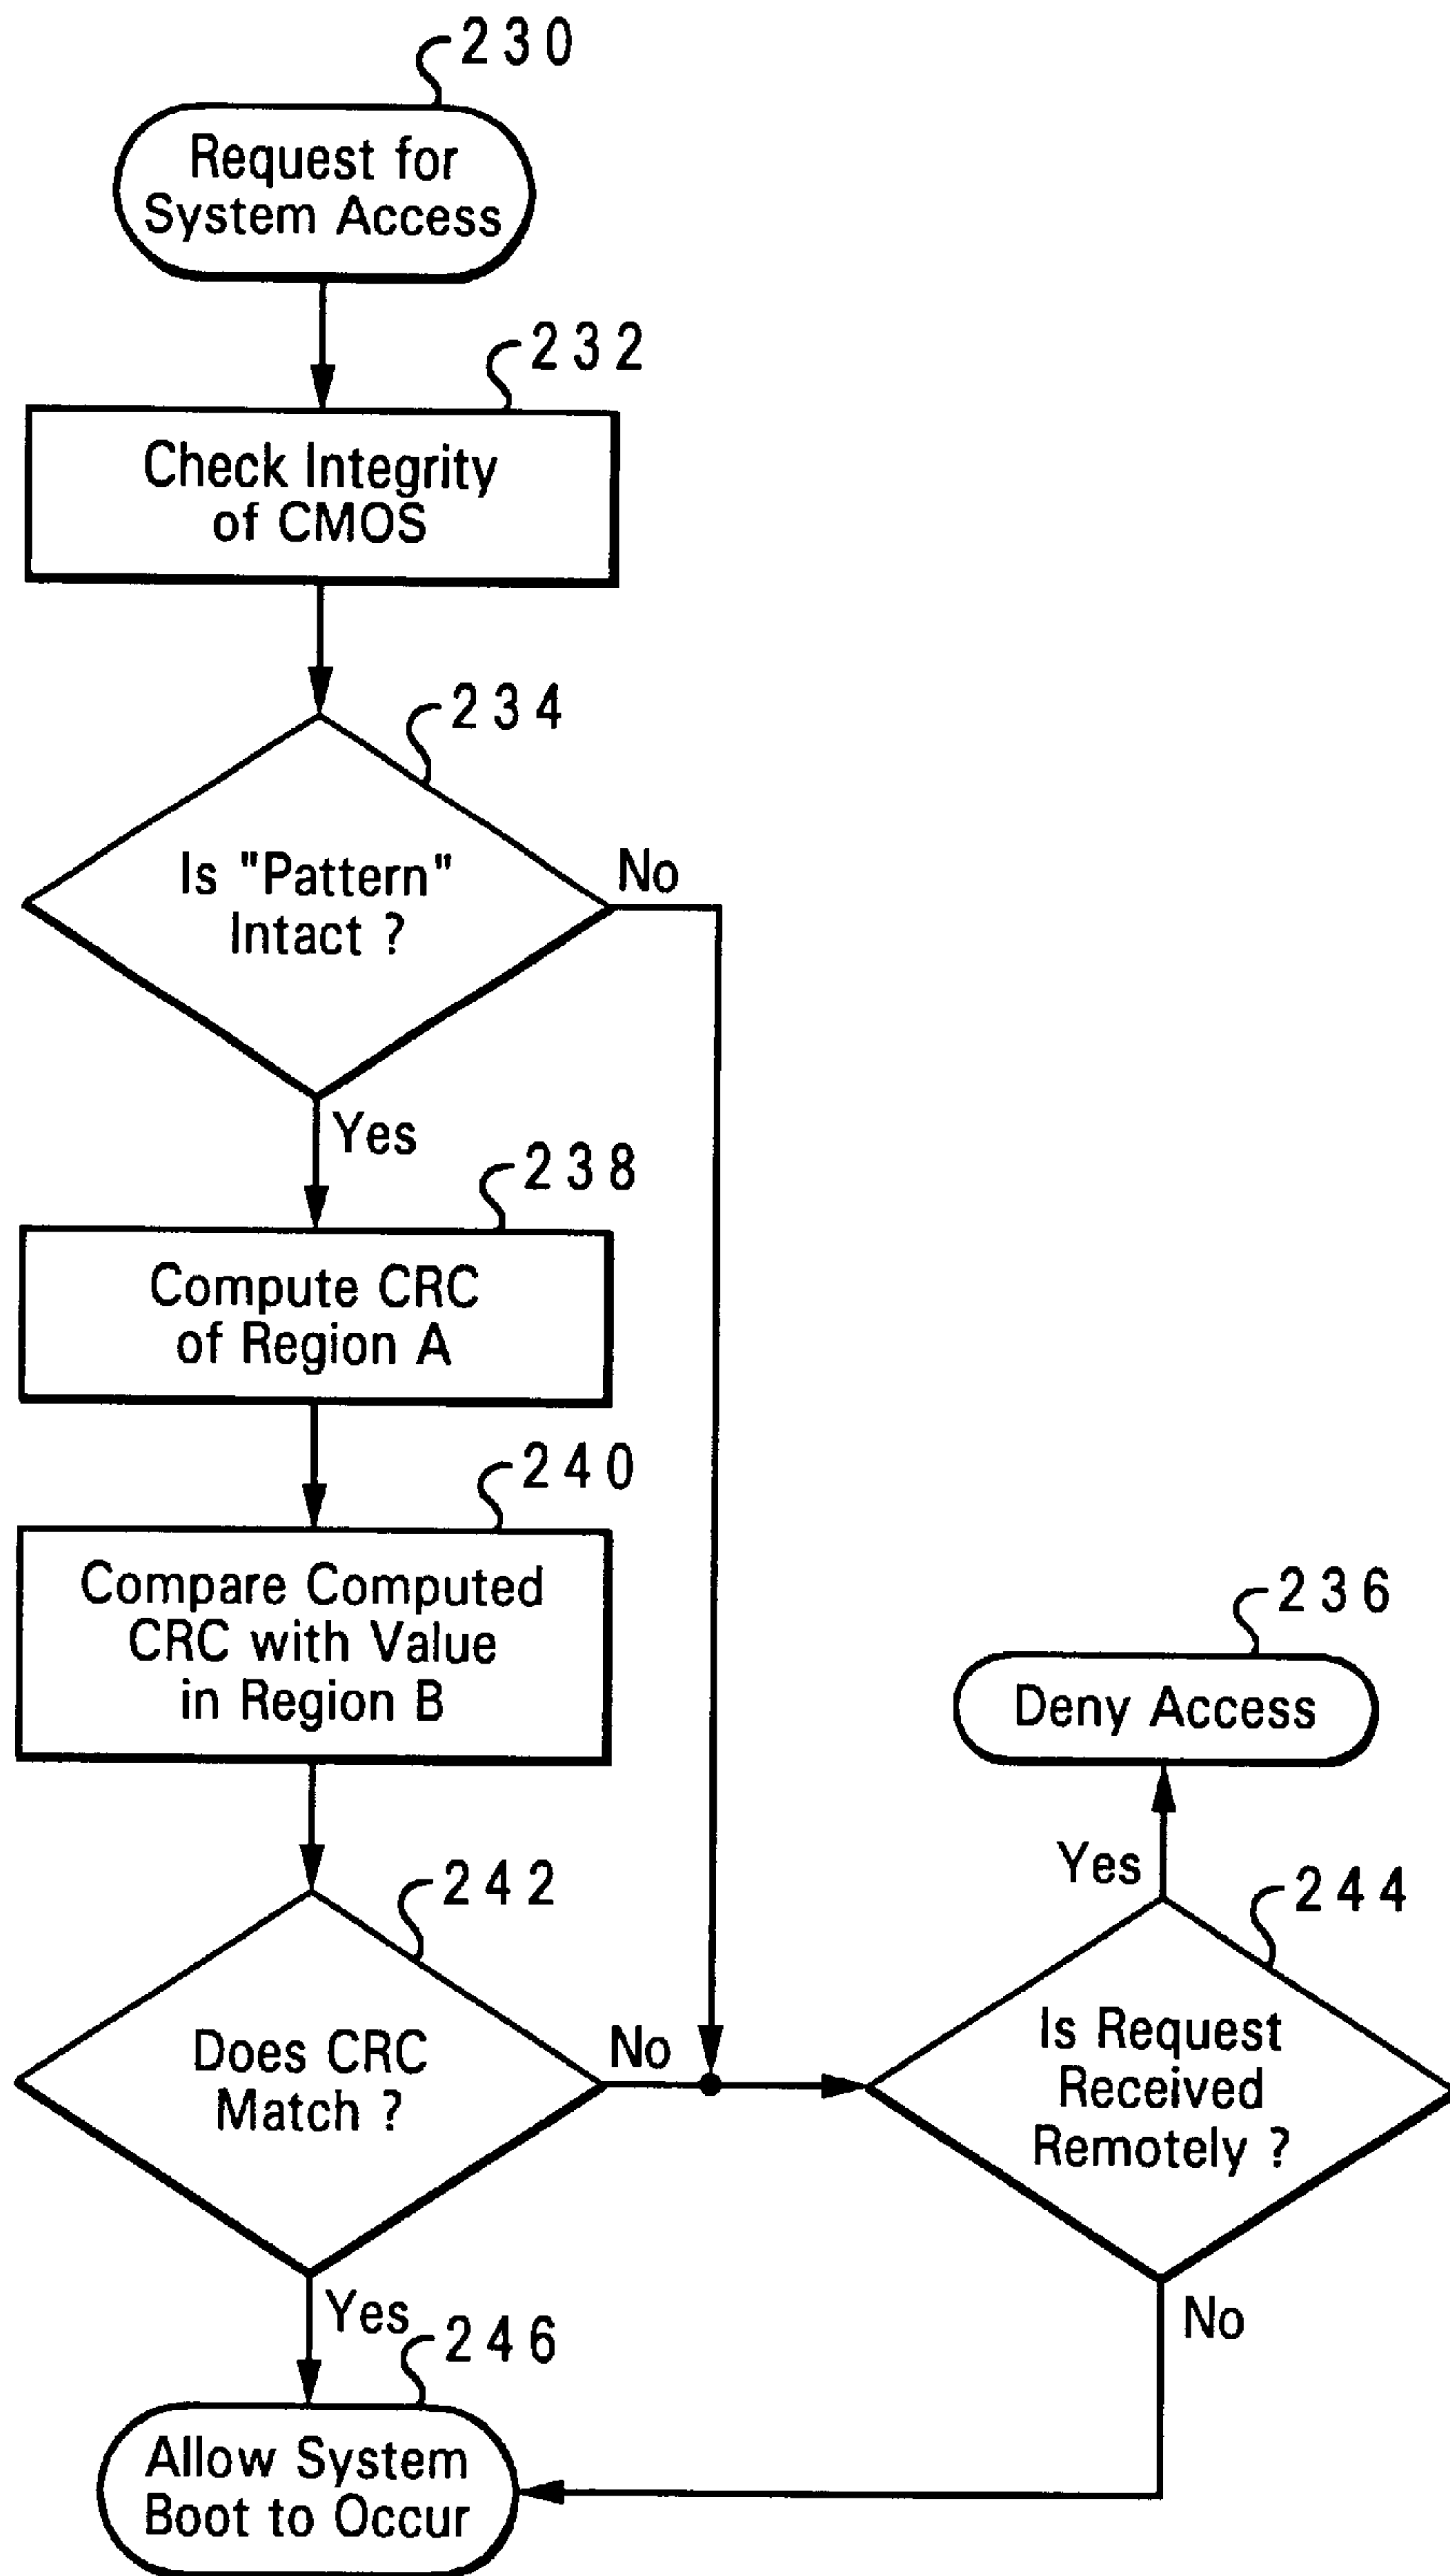 230
Request for
System Access
232
Check Integrity
of CMOS
234
Is "Pattern"
Intact ?
No
Yes
238
Compute CRC
of Region A
240
Compare Computed
CRC with Value
in Region B
236
Deny Access
Yes
242
244
Does CRC
Match ?
No
Is Request
Received
Remotely ?
Yes
No
246
Allow System
Boot to Occur